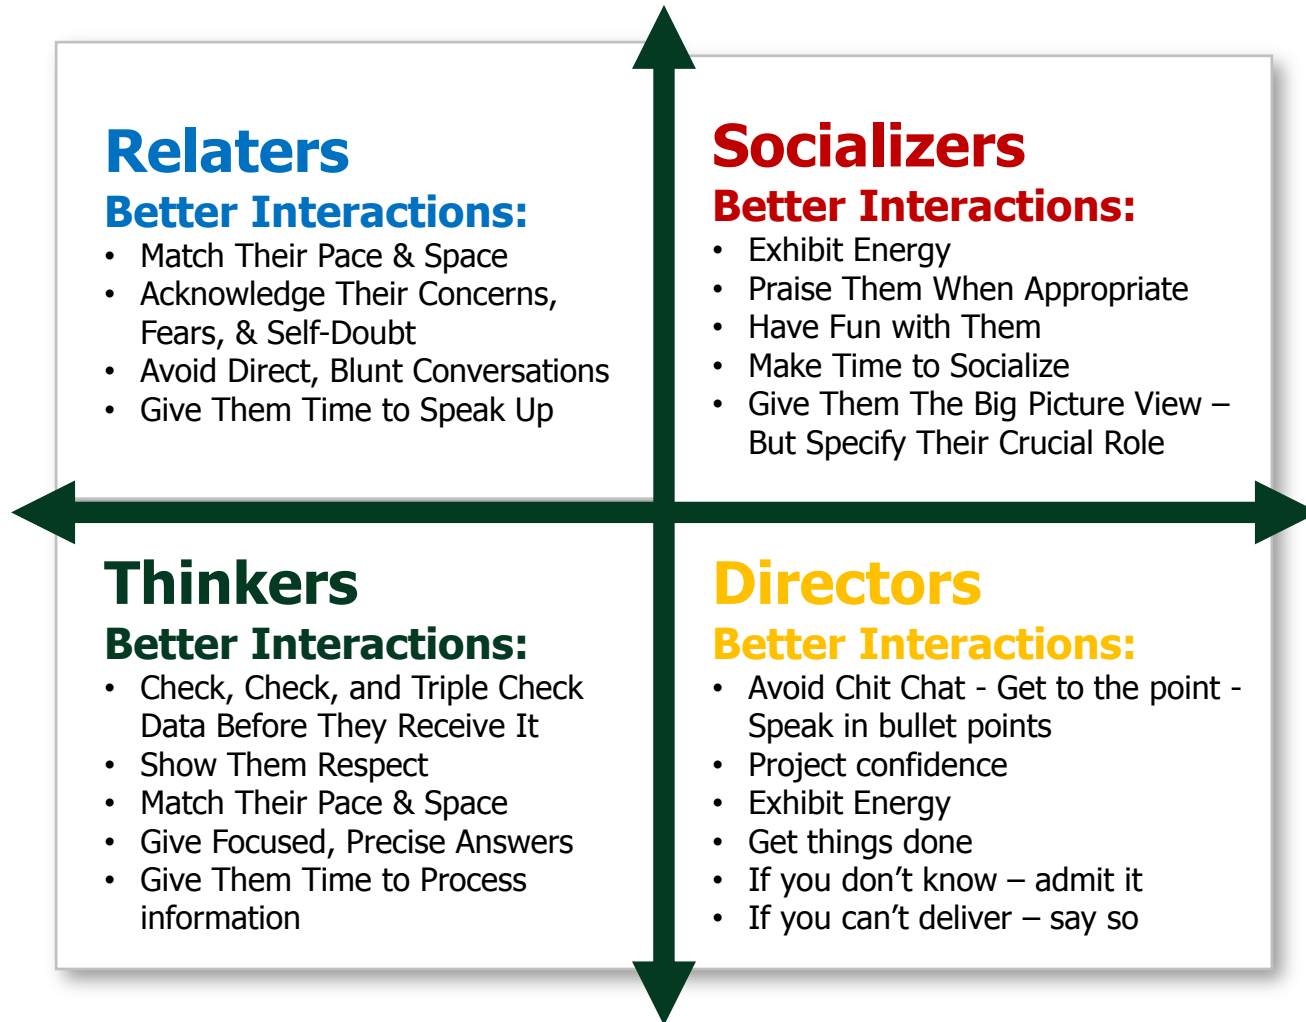 Relaters
Better Interactions:
• Match Their Pace & Space
• Acknowledge Their Concerns,
Fears, & Self-Doubt
• Avoid Direct, Blunt Conversations
• Give Them Time to Speak Up
Socializers
Better Interactions:
• Exhibit Energy
• Praise Them When Appropriate
• Have Fun with Them
• Make Time to Socialize
• Give Them The Big Picture View –
But Specify Their Crucial Role
Thinkers
Better Interactions:
• Check, Check, and Triple Check
Data Before They Receive It
• Show Them Respect
• Match Their Pace & Space
• Give Focused, Precise Answers
• Give Them Time to Process
information
Directors
Better Interactions:
• Avoid Chit Chat - Get to the point -
Speak in bullet points
• Project confidence
• Exhibit Energy
• Get things done
• If you don’t know – admit it
• If you can’t deliver – say so